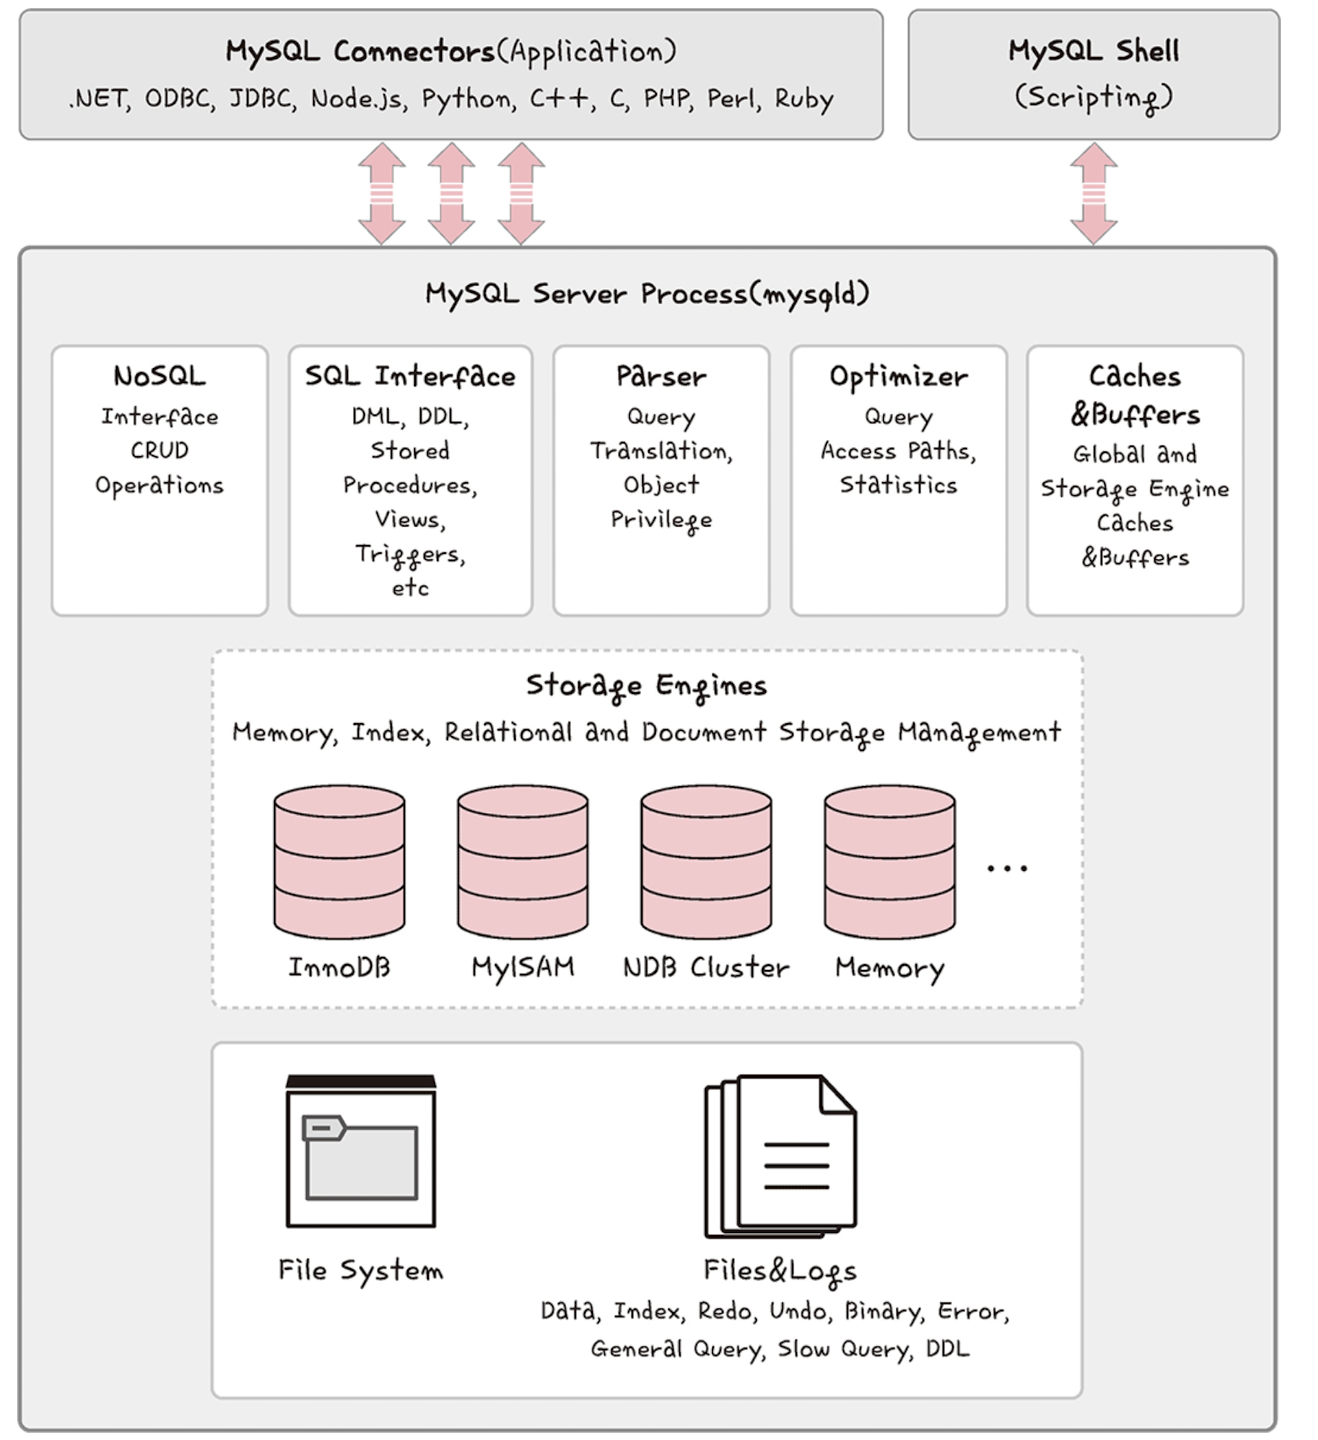 MySQL Connectors(Application)
.NET, ODBC, JDBC, Node.js, Python, C++, C, PHP, Perl, Ruby
MySQL Shell
(Scripting)
MySQL Server Process(mysqld)
NoSQL
Interface
CRUD
Operations
SQL Interface
DML, DDL,
Stored
Procedures,
Views,
Triggers,
etc
Parser
Query
Translation,
Object
Privilege
Optimizer
Query
Access Paths,
Statistics
Caches
&Buffers
Global and
Storage Engine
Caches
&Buffers
Storage Engines
Memory, Index, Relational and Document Storage Management
InnoDB
MyISAM
NDB Cluster
Memory
...
File System
Files&Logs
Data, Index, Redo, Undo, Binary, Error,
General Query, Slow Query, DDL